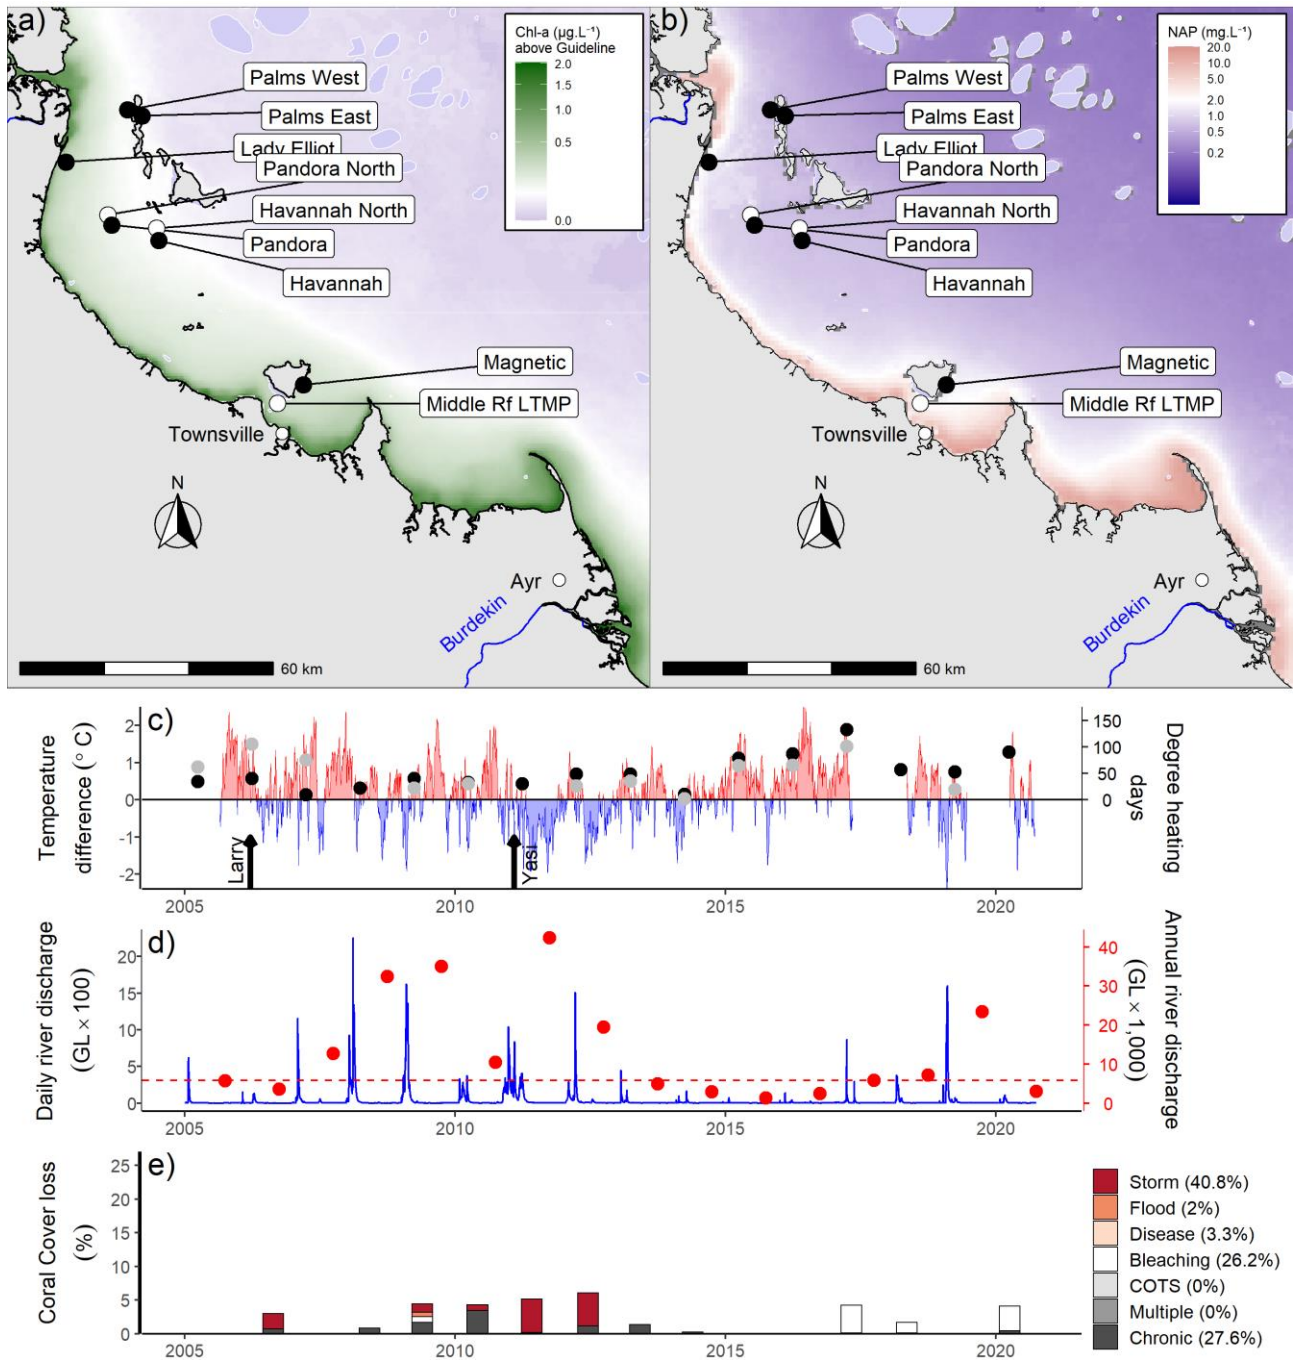 a)
Chl-a (µg.L⁻¹)
above Guideline
2.0
1.5
1.0
0.5
0.0
Palms West
Palms East
Lady Elliot
Pandora North
Havannah North
Pandora
Havannah
Magnetic
Middle Rf LTMP
Townsville
N
Ayr
Burdekin
60 km
b)
NAP (mg.L⁻¹)
20.0
5.0
2.0
1.0
0.5
0.2
Palms West
Palms East
Lady Elliot
Pandora North
Havannah North
Pandora
Havannah
Magnetic
Middle Rf LTMP
Townsville
N
Ayr
Burdekin
60 km
c)
Temperature
difference (° C)
2
1
0
-1
-2
Larry
Yasi
150
100
50
0
Degree heating
days
2005
2010
2015
2020
d)
Daily river discharge
(GL × 100)
20
15
10
5
0
40
30
20
10
0
Annual river discharge
(GL × 1,000)
2005
2010
2015
2020
e)
Coral Cover loss
(%)
25
20
15
10
5
0
2005
2010
2015
2020
Storm (40.8%)
Flood (2%)
Disease (3.3%)
Bleaching (26.2%)
COTS (0%)
Multiple (0%)
Chronic (27.6%)